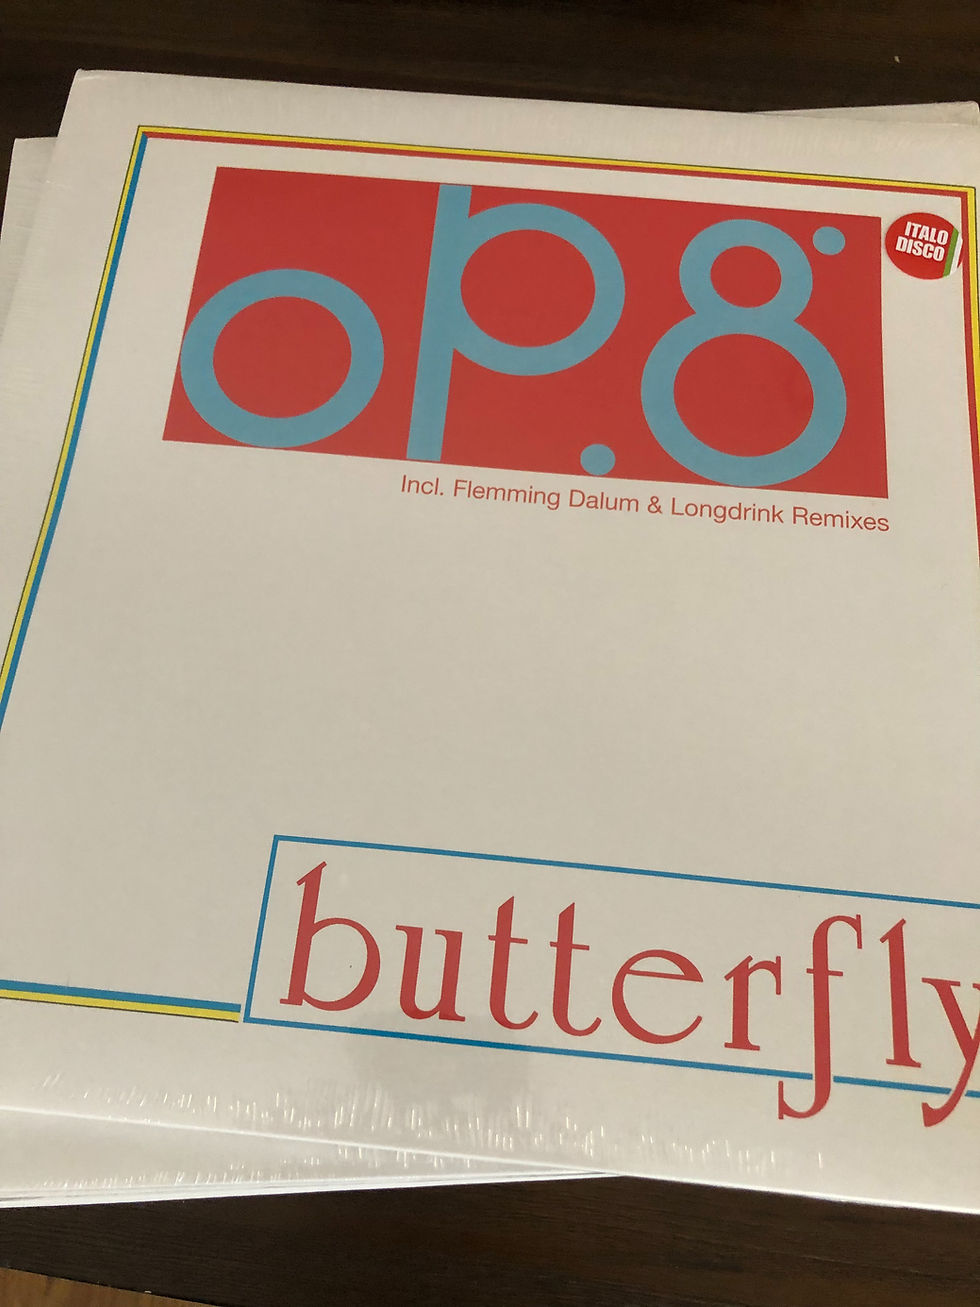 op.8
ITALO
DISCO
Incl. Flemming Dalum & Longdrink Remixes
butterfly